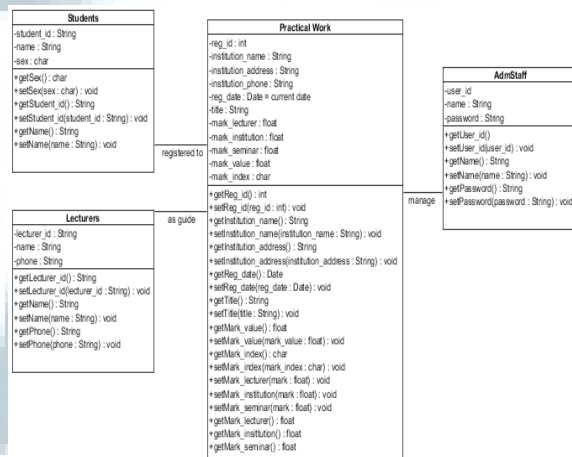 Students
-student_id : String
-name : String
-sex : char
+getSex() : char
+setSex(sex : char) : void
+getStudent_id() : String
+setStudent_id(student_id : String) : void
+getName() : String
+setName(name : String) : void
registered to
Lecturers
-lecturer_id : String
-name : String
-phone : String
+getLecturer_id() : String
+setLecturer_id(lecturer_id : String) : void
+getName() : String
+setName(name : String) : void
+getPhone() : String
+setPhone(phone : String) : void
as guide
Practical Work
-reg_id : int
-institution_name : String
-institution_address : String
-institution_phone : String
-reg_date : Date = current date
-title : String
-mark_lecturer : float
-mark_institution : float
-mark_seminar : float
-mark_value : float
-mark_index : char
+getReg_id() : int
+setReg_id(reg_id : int) : void
+getInstitution_name() : String
+setInstitution_name(institution_name : String) : void
+getInstitution_address() : String
+setInstitution_address(institution_address : String) : void
+getReg_date() : Date
+setReg_date(reg_date : Date) : void
+getTitle() : String
+setTitle(title : String) : void
+getMark_value() : float
+setMark_value(mark_value : float) : void
+getMark_index() : char
+setMark_index(mark_index : char) : void
+setMark_lecturer(mark : float) : void
+setMark_institution(mark : float) : void
+setMark_seminar(mark : float) : void
+getMark_lecturer() : float
+getMark_insittution() : float
+getMark_seminar() : float
manage
AdmStaff
-user_id
-name : String
-password : String
+getUser_id()
+setUser_id(user_id) : void
+getName() : String
+setName(name : String) : void
+getPassword() : String
+setPassword(password : String) : void